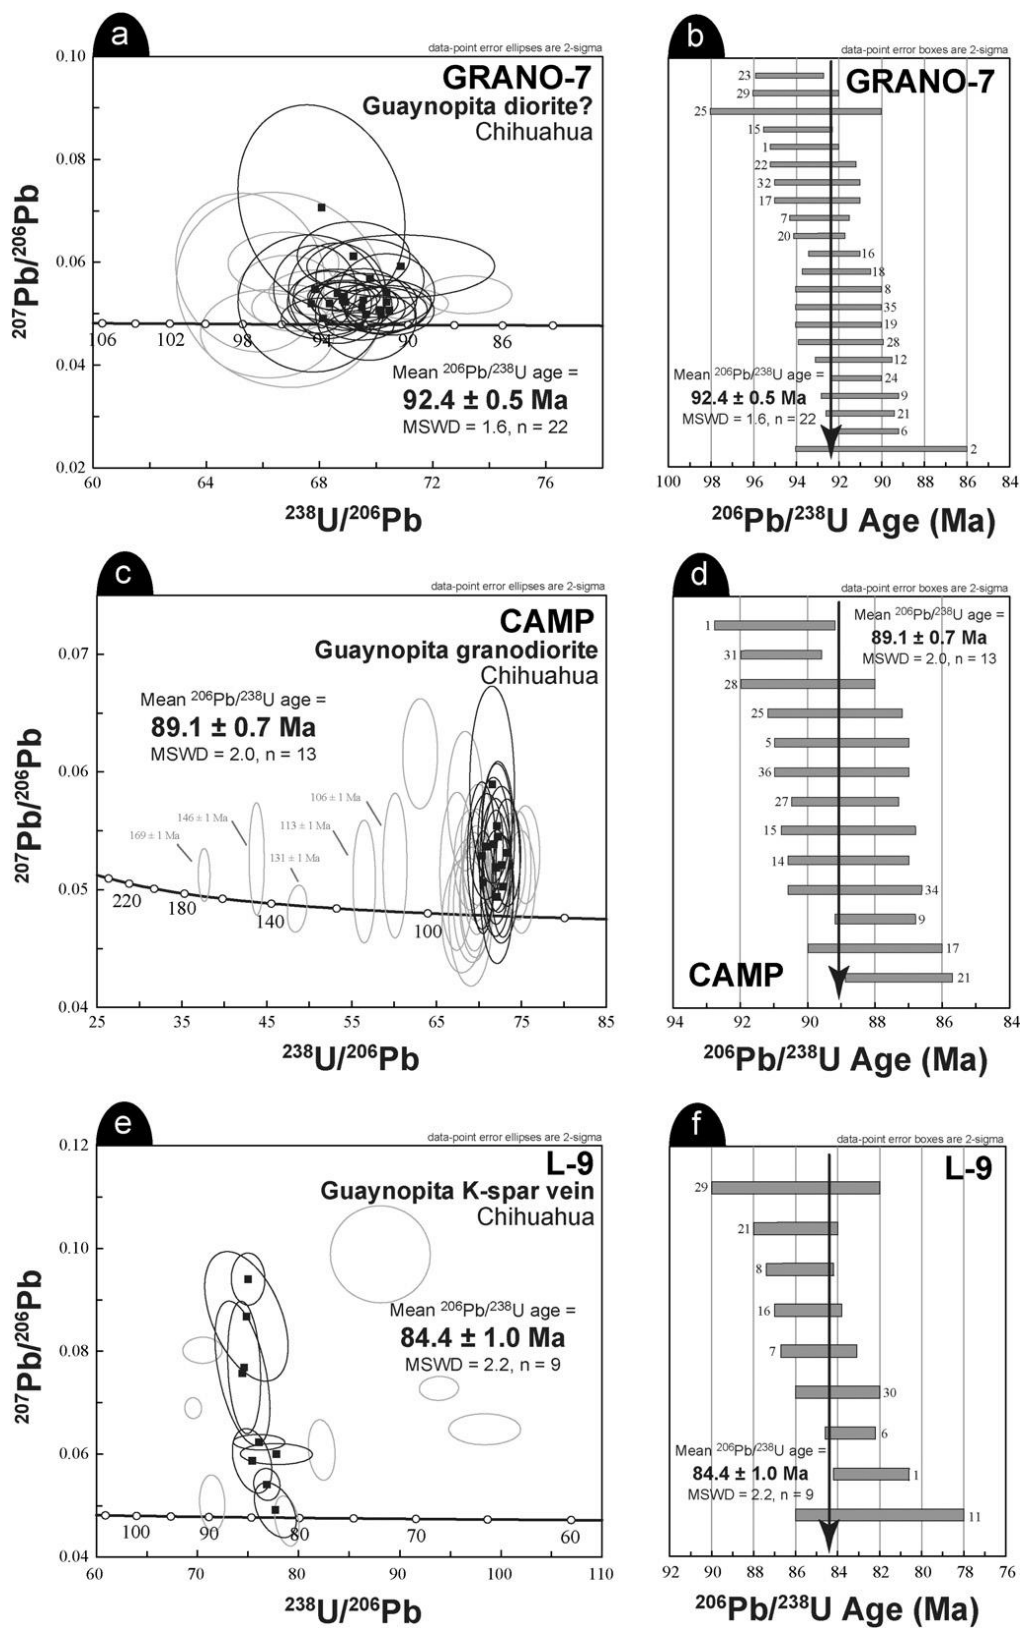 a
data-point error ellipses are 2-sigma
GRANO-7
Guaynopita diorite?
Chihuahua
0.10
0.08
0.06
0.04
0.02
207Pb/206Pb
106
102
98
94
90
86
Mean 206Pb/238U age =
92.4 ± 0.5 Ma
MSWD = 1.6, n = 22
60
64
68
72
76
238U/206Pb
b
data-point error boxes are 2-sigma
GRANO-7
23
29
25
15
1
22
32
17
7
20
16
18
8
35
19
28
12
24
9
21
6
2
Mean 206Pb/238U age =
92.4 ± 0.5 Ma
MSWD = 1.6, n = 22
100
98
96
94
92
90
88
86
84
206Pb/238U Age (Ma)
c
data-point error ellipses are 2-sigma
CAMP
Guaynopita granodiorite
Chihuahua
Mean 206Pb/238U age =
89.1 ± 0.7 Ma
MSWD = 2.0, n = 13
0.07
0.06
0.05
0.04
207Pb/206Pb
169 ± 1 Ma
146 ± 1 Ma
131 ± 1 Ma
113 ± 1 Ma
106 ± 1 Ma
220
180
140
100
25
35
45
55
65
75
85
238U/206Pb
d
data-point error boxes are 2-sigma
Mean 206Pb/238U age =
89.1 ± 0.7 Ma
MSWD = 2.0, n = 13
1
31
28
25
5
36
27
15
14
34
9
17
21
CAMP
94
92
90
88
86
84
206Pb/238U Age (Ma)
e
data-point error ellipses are 2-sigma
L-9
Guaynopita K-spar vein
Chihuahua
0.12
0.10
0.08
0.06
0.04
207Pb/206Pb
Mean 206Pb/238U age =
84.4 ± 1.0 Ma
MSWD = 2.2, n = 9
100
90
80
70
60
60
70
80
90
100
110
238U/206Pb
f
data-point error boxes are 2-sigma
L-9
29
21
8
16
7
30
6
1
11
Mean 206Pb/238U age =
84.4 ± 1.0 Ma
MSWD = 2.2, n = 9
92
90
88
86
84
82
80
78
76
206Pb/238U Age (Ma)